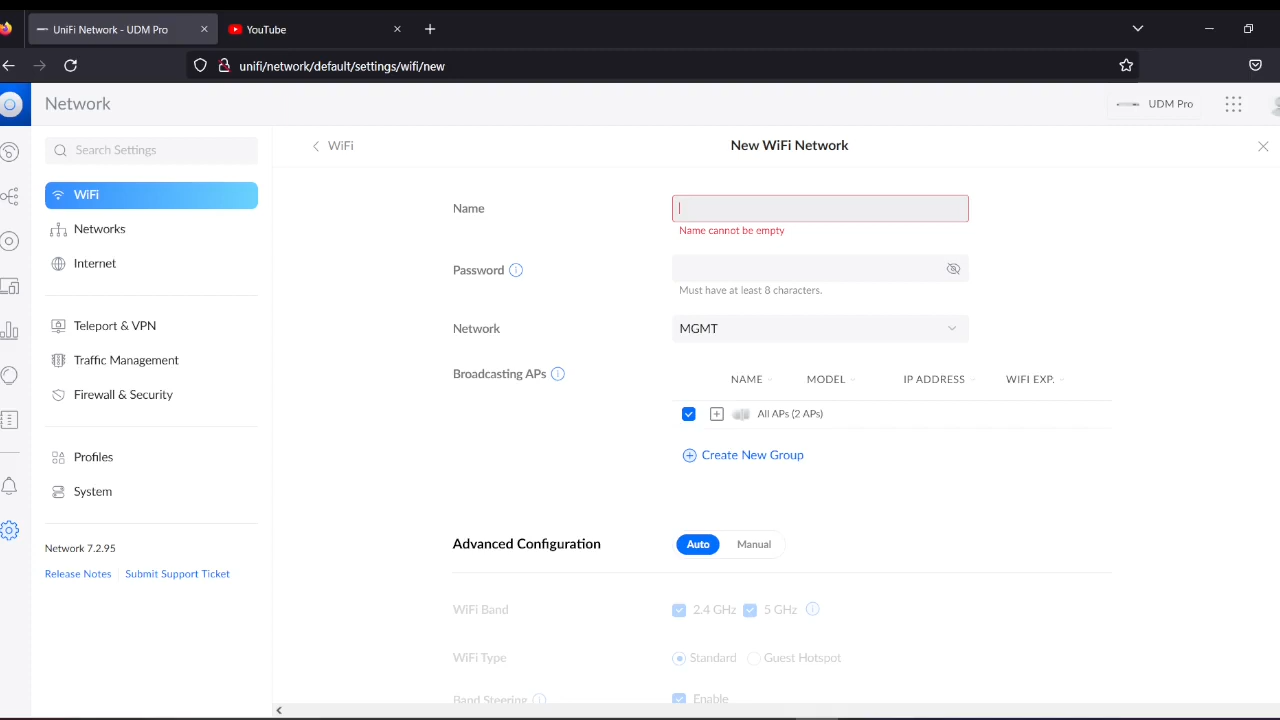 UniFi Network - UDM Pro
YouTube
unifi/network/default/settings/wifi/new
Network
UDM Pro
Search Settings
WiFi
Networks
Internet
Teleport & VPN
Traffic Management
Firewall & Security
Profiles
System
Network 7.2.95
Release Notes
Submit Support Ticket
WiFi
New WiFi Network
Name
Name cannot be empty
Password
Must have at least 8 characters.
Network
MGMT
Broadcasting APs
NAME MODEL IP ADDRESS WIFI EXP.
All APs (2 APs)
Create New Group
Advanced Configuration
Auto Manual
WiFi Band
2.4 GHz 5 GHz
WiFi Type
Standard Guest Hotspot
Band Steering
Enable